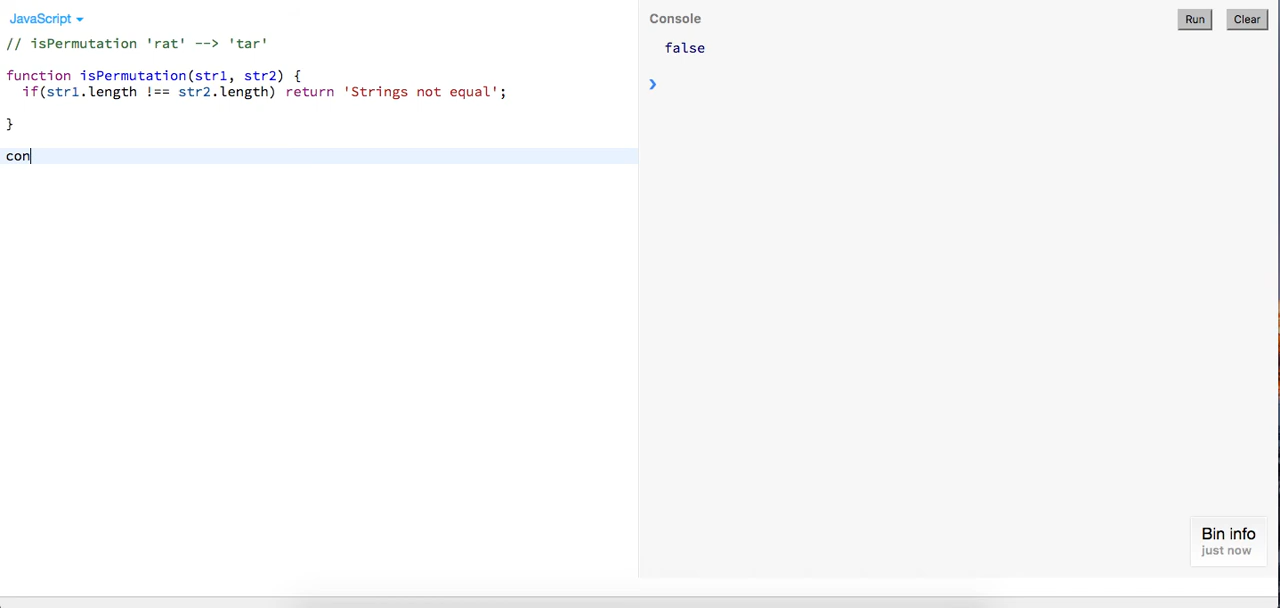 JavaScript
// isPermutation 'rat' --> 'tar'
function isPermutation(str1, str2) {
if(str1.length !== str2.length) return 'Strings not equal';
}
con
Console
Run
Clear
false
Bin info
just now